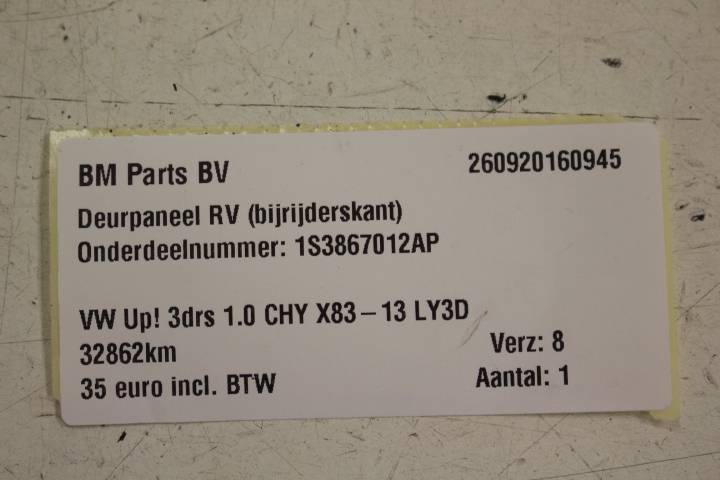 BM Parts BV 260920160945
Deurpaneel RV (bijrijderskant)
Onderdeelnummer: 1S3867012AP
VW Up! 3drs 1.0 CHY X83-13 LY3D
32862km Verz: 8
35 euro incl. BTW Aantal: 1